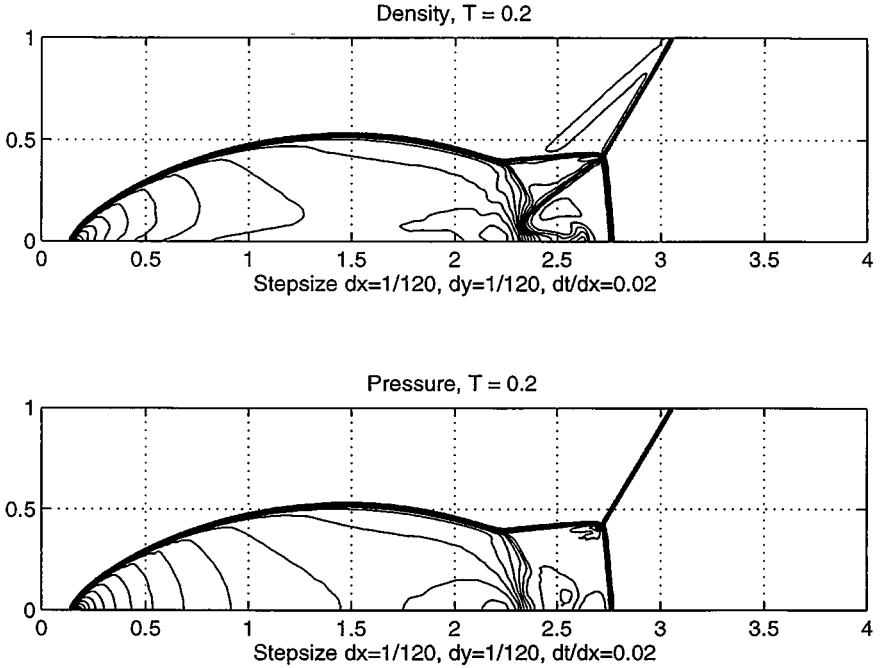 Density, T = 0.2
1
0.5
0
0 0.5 1 1.5 2 2.5 3 3.5 4
Stepsize dx=1/120, dy=1/120, dt/dx=0.02
Pressure, T = 0.2
1
0.5
0
0 0.5 1 1.5 2 2.5 3 3.5 4
Stepsize dx=1/120, dy=1/120, dt/dx=0.02